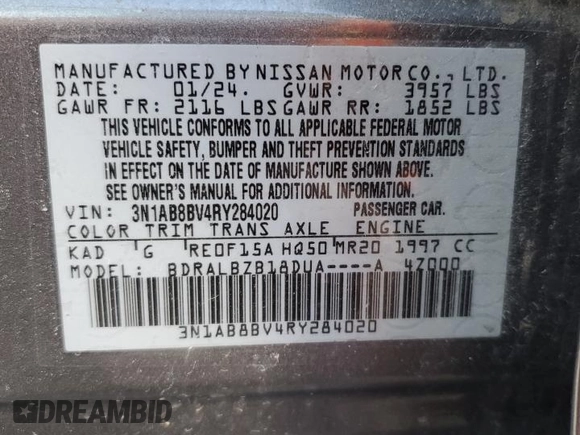 MANUFACTURED BY NISSAN MOTOR CO., LTD.
DATE: 01/24. GVWR: 3957 LBS
GAWR FR: 2116 LBS GAWR RR: 1852 LBS
THIS VEHICLE CONFORMS TO ALL APPLICABLE FEDERAL MOTOR
VEHICLE SAFETY, BUMPER AND THEFT PREVENTION STANDARDS
IN EFFECT ON THE DATE OF MANUFACTURE SHOWN ABOVE.
SEE OWNER'S MANUAL FOR ADDITIONAL INFORMATION.
VIN: 3N1AB8BV4RY284020 PASSENGER CAR.
COLOR TRIM TRANS AXLE ENGINE
KAD G RE0F15A HQ50 MR20 1997 CC
MODEL: BDRALBZB18DUA----A 4Z000
3N1AB8BV4RY284020
DREAMBID